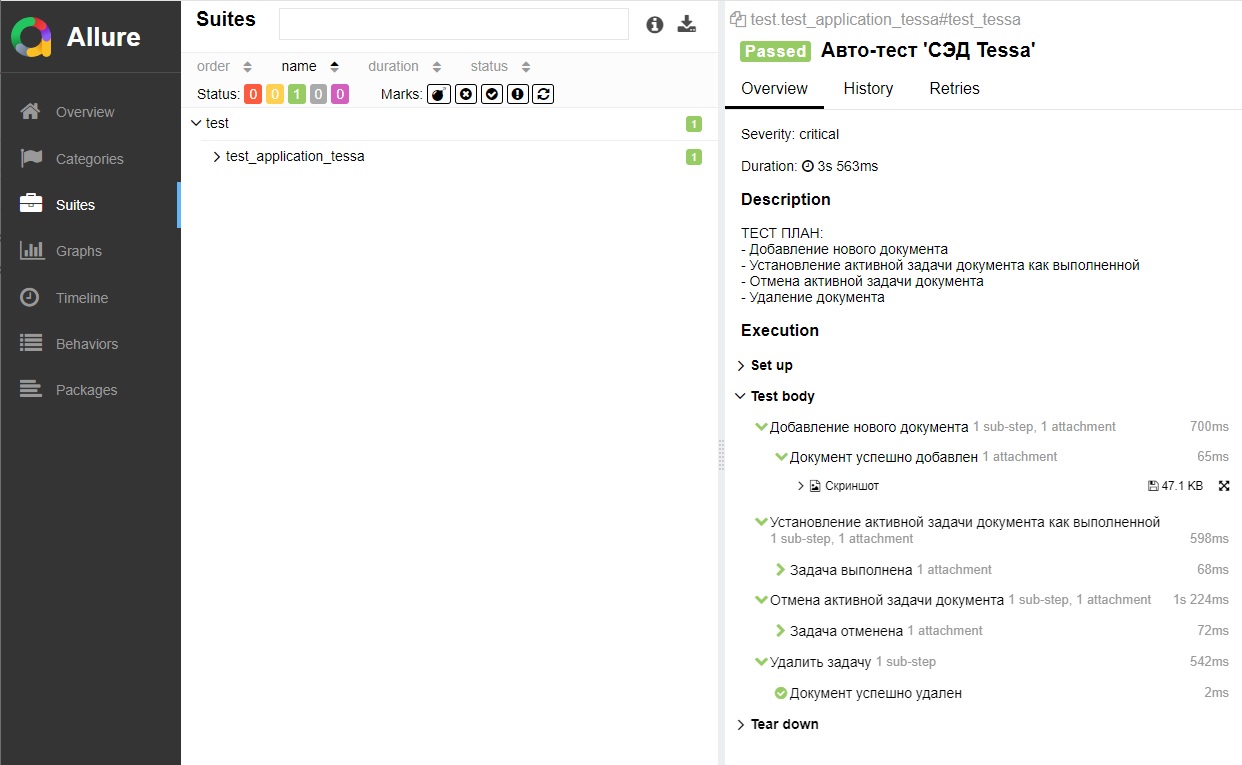 Allure
Overview
Categories
Suites
Graphs
Timeline
Behaviors
Packages
Suites
order name duration status
Status: 0 0 1 0 0 Marks:
test 1
test_application_tessa 1
test.test_application_tessa#test_tessa
Passed Авто-тест 'СЭД Tessa'
Overview History Retries
Severity: critical
Duration: 3s 563ms
Description
ТЕСТ ПЛАН:
- Добавление нового документа
- Установление активной задачи документа как выполненной
- Отмена активной задачи документа
- Удаление документа
Execution
Set up
Test body
Добавление нового документа 1 sub-step, 1 attachment 700ms
Документ успешно добавлен 1 attachment 65ms
Скриншот 47.1 KB
Установление активной задачи документа как выполненной
1 sub-step, 1 attachment 598ms
Задача выполнена 1 attachment 68ms
Отмена активной задачи документа 1 sub-step, 1 attachment 1s 224ms
Задача отменена 1 attachment 72ms
Удалить задачу 1 sub-step 542ms
Документ успешно удален 2ms
Tear down